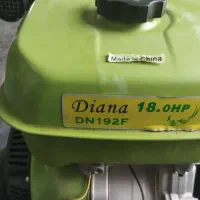 Made in China
Diana 18.0HP
DN192F